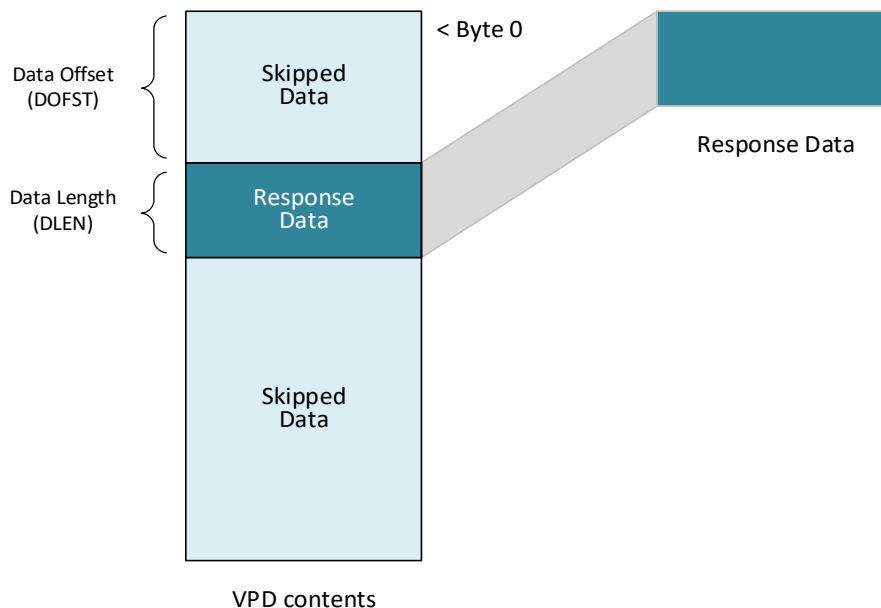 < Byte 0
Data Offset
(DOFST)
Skipped
Data
Response Data
Data Length
(DLEN)
Response
Data
Skipped
Data
VPD contents